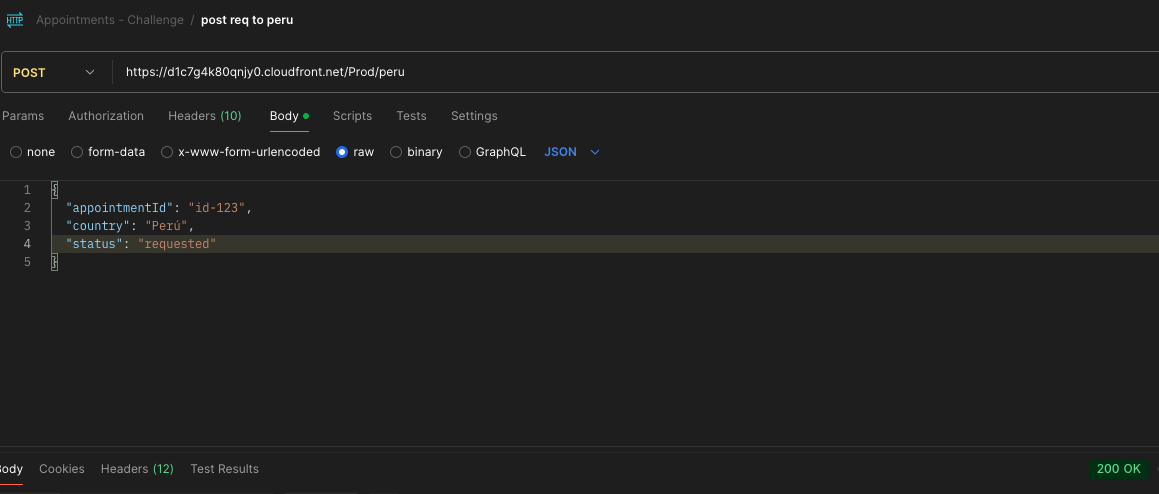 HTTP Appointments - Challenge / post req to peru
POST https://d1c7g4k80qnjy0.cloudfront.net/Prod/peru
Params Authorization Headers (10) Body Scripts Tests Settings
none form-data x-www-form-urlencoded raw binary GraphQL JSON
1 {
2 "appointmentId": "id-123",
3 "country": "Perú",
4 "status": "requested"
5 }
Body Cookies Headers (12) Test Results 200 OK